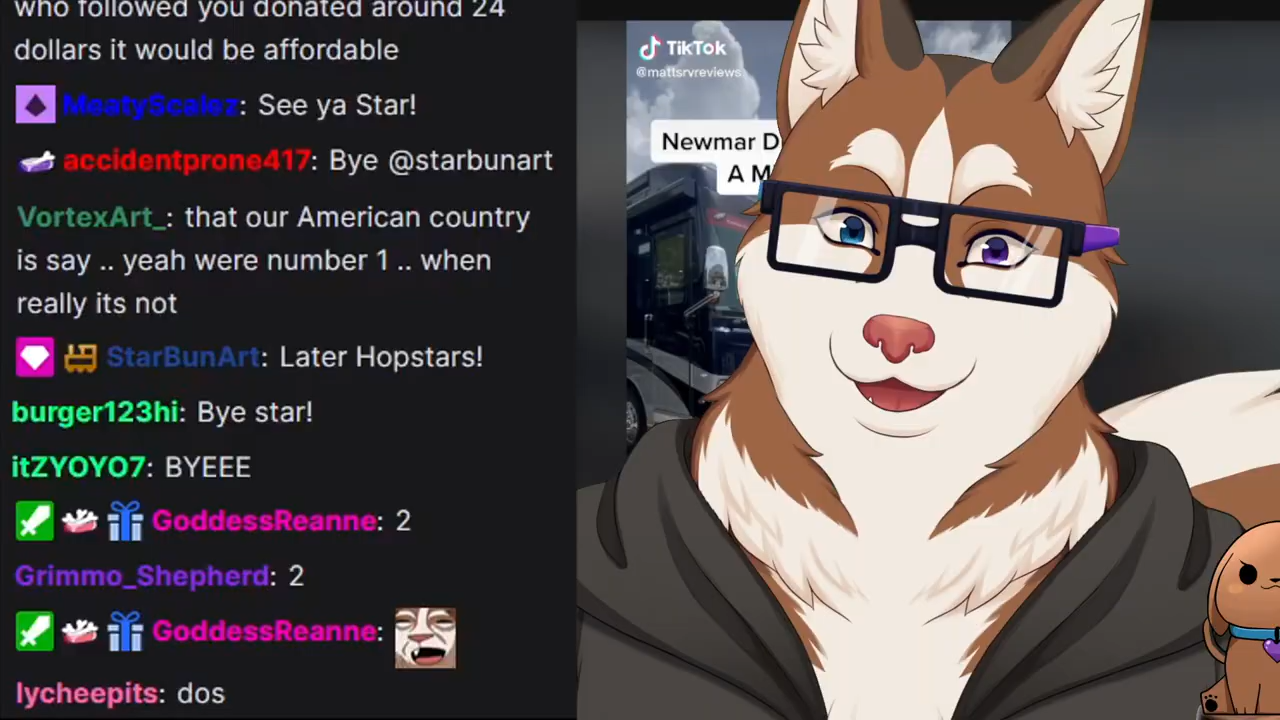 who followed you donated around 24
dollars it would be affordable
MeatyScalez: See ya Star!
accidentprone417: Bye @starbunart
VortexArt_: that our American country
is say .. yeah were number 1 .. when
really its not
StarBunArt: Later Hopstars!
burger123hi: Bye star!
itZYOYO7: BYEEE
GoddessReanne: 2
Grimmo_Shepherd: 2
GoddessReanne:
lycheepits: dos
TikTok
@mattsrvreviews
Newmar D
A M